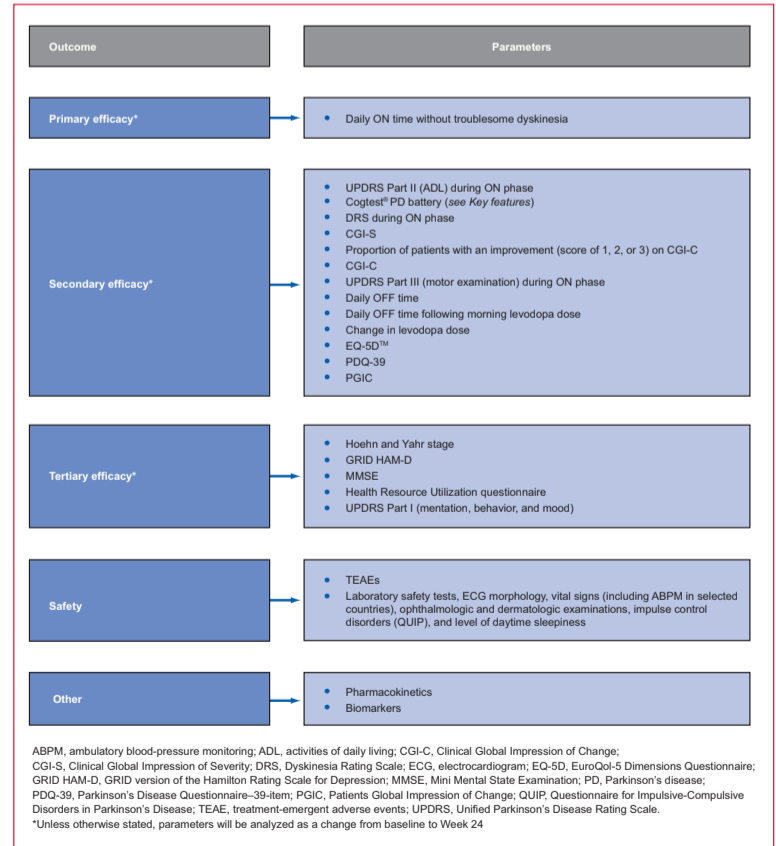 Outcome
Parameters
Primary efficacy*
• Daily ON time without troublesome dyskinesia
Secondary efficacy*
• UPDRS Part II (ADL) during ON phase
• Cogtest® PD battery (see Key features)
• DRS during ON phase
• CGI-S
• Proportion of patients with an improvement (score of 1, 2, or 3) on CGI-C
• CGI-C
• UPDRS Part III (motor examination) during ON phase
• Daily OFF time
• Daily OFF time following morning levodopa dose
• Change in levodopa dose
• EQ-5D™
• PDQ-39
• PGIC
Tertiary efficacy*
• Hoehn and Yahr stage
• GRID HAM-D
• MMSE
• Health Resource Utilization questionnaire
• UPDRS Part I (mentation, behavior, and mood)
Safety
• TEAEs
• Laboratory safety tests, ECG morphology, vital signs (including ABPM in selected
countries), ophthalmologic and dermatologic examinations, impulse control
disorders (QUIP), and level of daytime sleepiness
Other
• Pharmacokinetics
• Biomarkers
ABPM, ambulatory blood-pressure monitoring; ADL, activities of daily living; CGI-C, Clinical Global Impression of Change;
CGI-S, Clinical Global Impression of Severity; DRS, Dyskinesia Rating Scale; ECG, electrocardiogram; EQ-5D, EuroQol-5 Dimensions Questionnaire;
GRID HAM-D, GRID version of the Hamilton Rating Scale for Depression; MMSE, Mini Mental State Examination; PD, Parkinson's disease;
PDQ-39, Parkinson's Disease Questionnaire–39-item; PGIC, Patients Global Impression of Change; QUIP, Questionnaire for Impulsive-Compulsive
Disorders in Parkinson's Disease; TEAE, treatment-emergent adverse events; UPDRS, Unified Parkinson's Disease Rating Scale.
*Unless otherwise stated, parameters will be analyzed as a change from baseline to Week 24